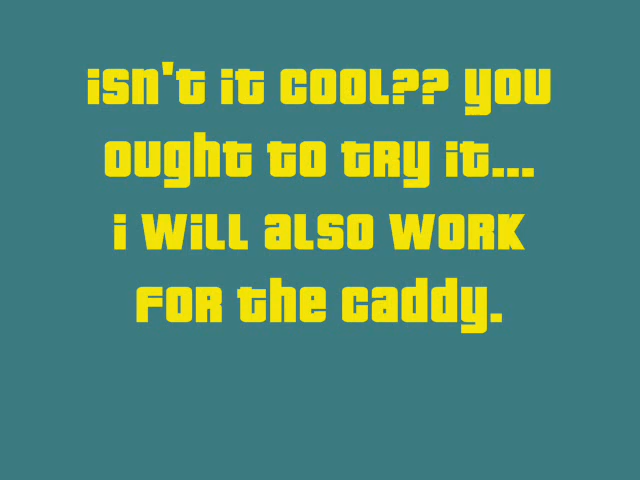 isn't it cool?? you
ought to try it...
i will also work
for the caddy.